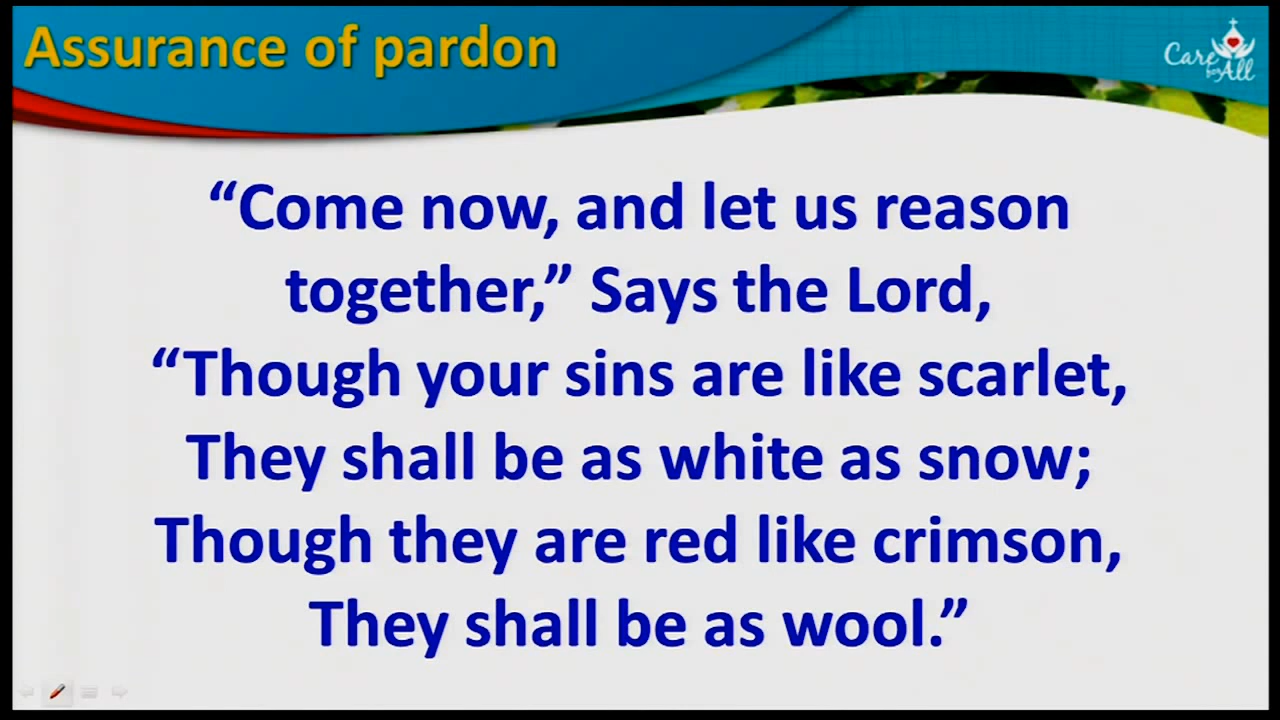 Assurance of pardon
Care
for All
“Come now, and let us reason
together,” Says the Lord,
“Though your sins are like scarlet,
They shall be as white as snow;
Though they are red like crimson,
They shall be as wool.”